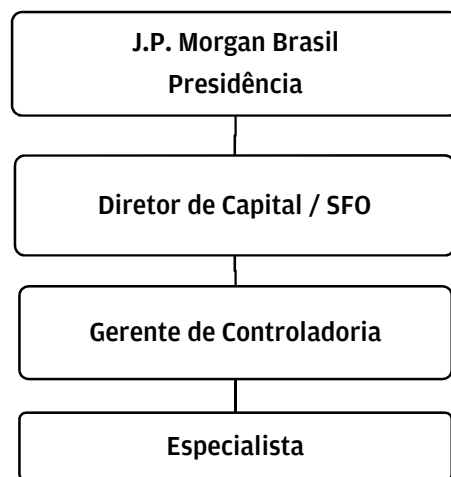 J.P. Morgan Brasil
Presidência
Diretor de Capital / SFO
Gerente de Controladoria
Especialista